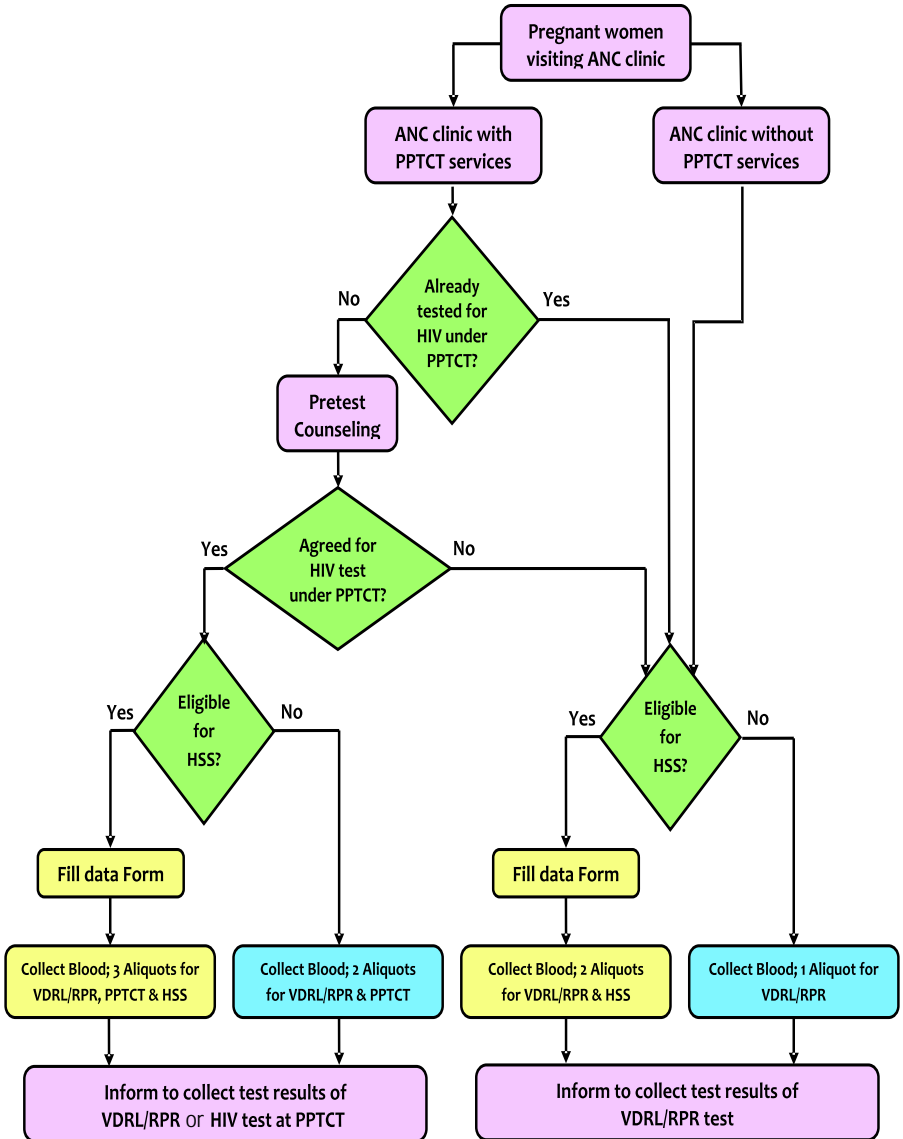 Pregnant women
visiting ANC clinic
ANC clinic with
PPTCT services
ANC clinic without
PPTCT services
Already
tested for
HIV under
PPTCT?
No
Yes
Pretest
Counseling
Agreed for
HIV test
under PPTCT?
Yes
No
Eligible
for
HSS?
Yes
No
Eligible
for
HSS?
Yes
No
Fill data Form
Fill data Form
Collect Blood; 3 Aliquots for
VDRL/RPR, PPTCT & HSS
Collect Blood; 2 Aliquots
for VDRL/RPR & PPTCT
Collect Blood; 2 Aliquots
for VDRL/RPR & HSS
Collect Blood; 1 Aliquot for
VDRL/RPR
Inform to collect test results of
VDRL/RPR or HIV test at PPTCT
Inform to collect test results of
VDRL/RPR test